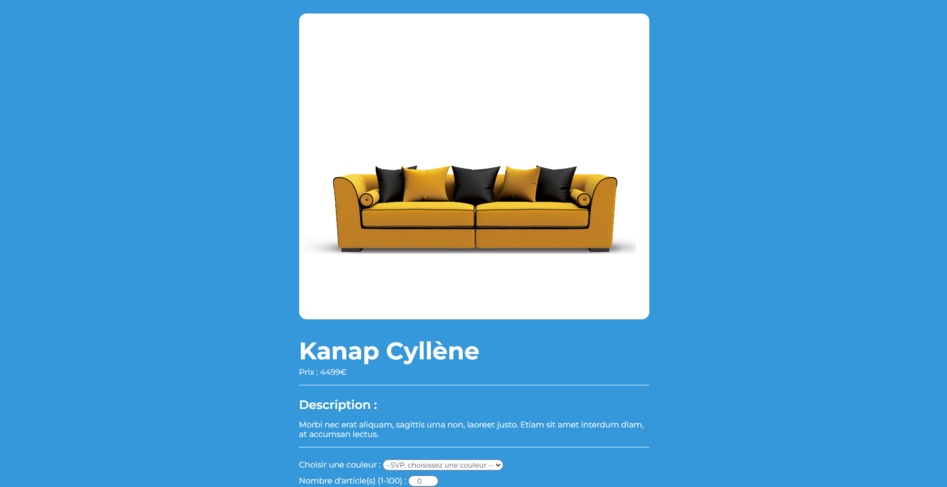 Kanap Cyllène
Prix : 4499€
Description :
Morbi nec erat aliquam, sagittis urna non, laoreet justo. Etiam sit amet interdum diam,
at accumsan lectus.
Choisir une couleur : --SVP, choisissez une couleur --
Nombre d'article(s) (1-100) : 0